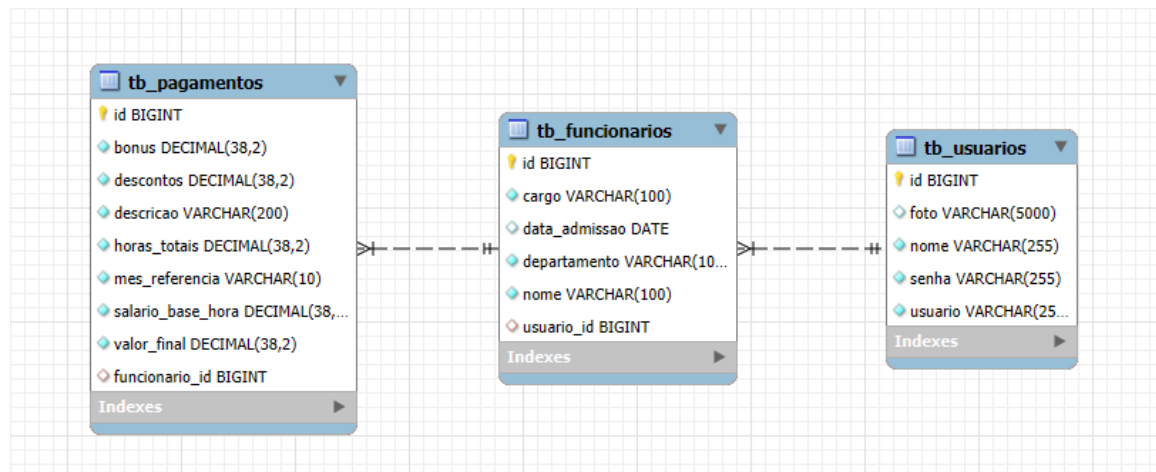 tb_pagamentos
id BIGINT
bonus DECIMAL(38,2)
descontos DECIMAL(38,2)
descricao VARCHAR(200)
horas_totais DECIMAL(38,2)
mes_referencia VARCHAR(10)
salario_base_hora DECIMAL(38,...
valor_final DECIMAL(38,2)
funcionario_id BIGINT
Indexes
tb_funcionarios
id BIGINT
cargo VARCHAR(100)
data_admissao DATE
departamento VARCHAR(10...
nome VARCHAR(100)
usuario_id BIGINT
Indexes
tb_usuarios
id BIGINT
foto VARCHAR(5000)
nome VARCHAR(255)
senha VARCHAR(255)
usuario VARCHAR(25...
Indexes